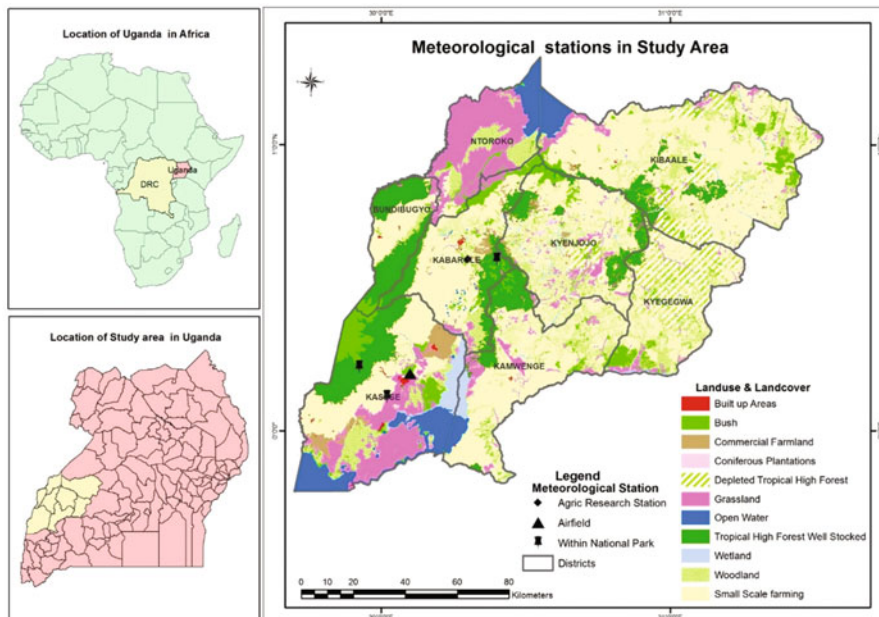 Location of Uganda in Africa
Uganda
DRC
Location of Study area in Uganda
30°0'0"E
31°0'0"E
Meteorological stations in Study Area
NTOROKO
KIBAALE
BUNDIBUGYO
KYENJOJO
KABAROLE
KYEGEGWA
KAMWENGE
KASESE
1°0'0"N
0°0'0"
Landuse & Landcover
Built up Areas
Bush
Commercial Farmland
Coniferous Plantations
Depleted Tropical High Forest
Grassland
Open Water
Tropical High Forest Well Stocked
Wetland
Woodland
Small Scale farming
Legend
Meteorological Station
Agric Research Station
Airfield
Within National Park
Districts
0 10 20 40 60 80
Kilometers